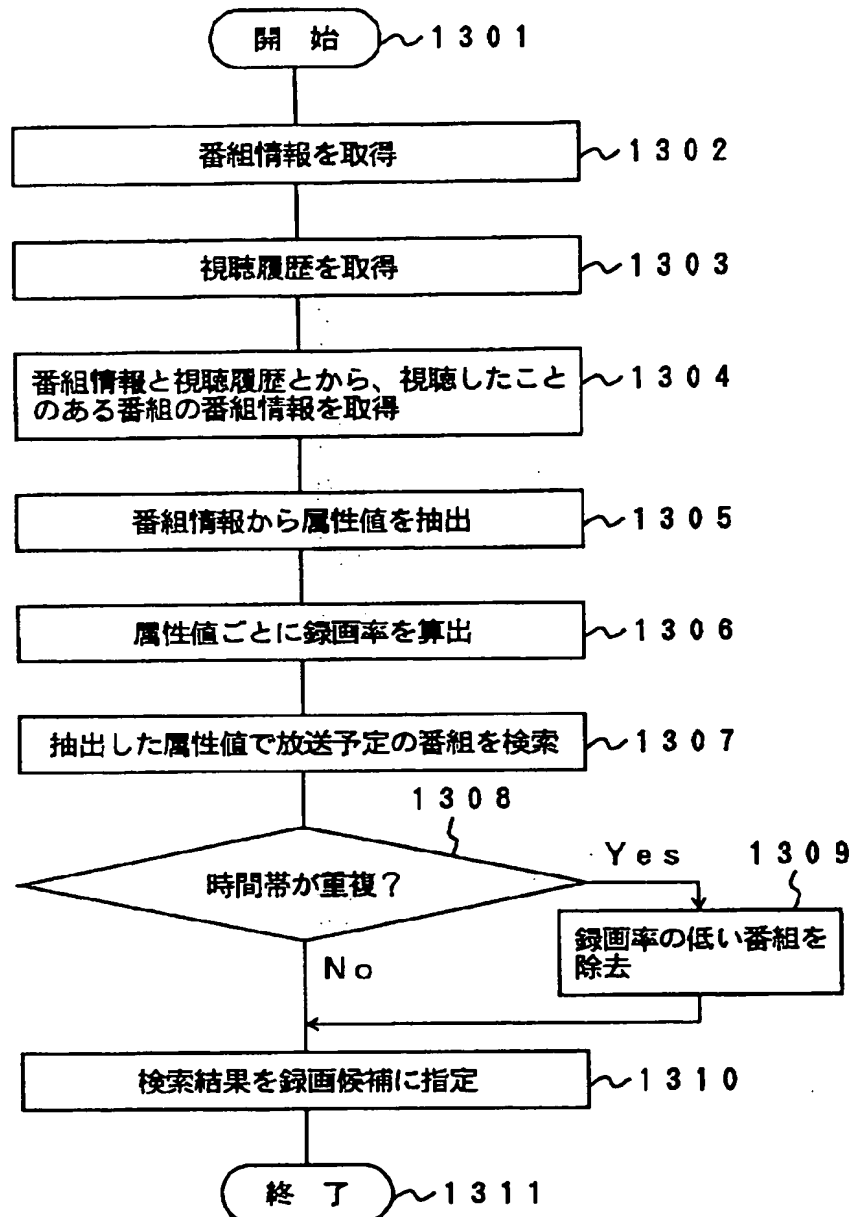 開 始 1301
番組情報を取得 1302
視聴履歴を取得 1303
番組情報と視聴履歴とから、視聴したこと 1304
のある番組の番組情報を取得
番組情報から属性値を抽出 1305
属性値ごとに録画率を算出 1306
抽出した属性値で放送予定の番組を検索 1307
1308
時間帯が重複?
Yes
1309
録画率の低い番組を
除去
No
検索結果を録画候補に指定 1310
終 了 1311